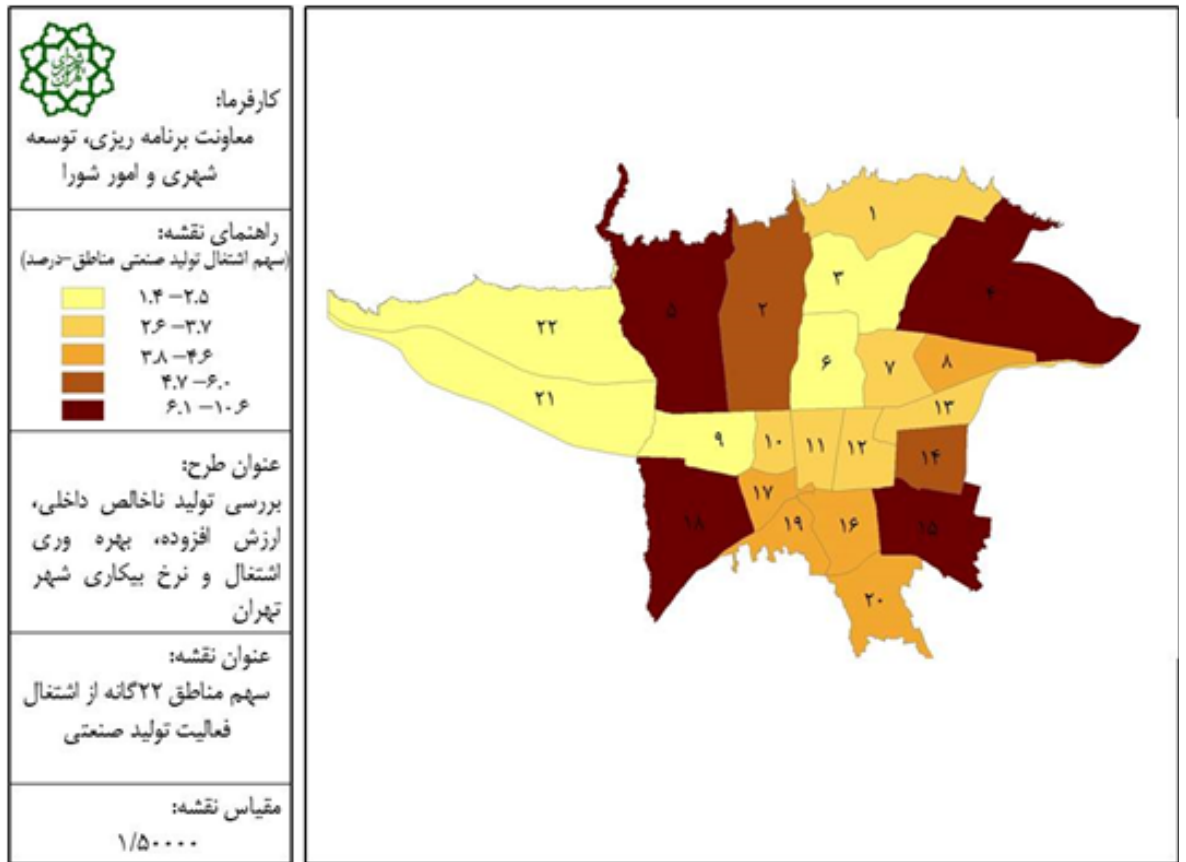 کارفرما:
معاونت برنامه ریزی، توسعه
شهری و امور شورا
راهنمای نقشه:
(سهم اشتغال تولید صنعتی مناطق-درصد)
۱.۴-۲.۵
۲.۶-۳.۷
۳.۸-۴.۶
۴.۷-۶.۰
۶.۱-۱۰.۶
عنوان طرح:
بررسی تولید ناخالص داخلی،
ارزش افزوده، بهره وری
اشتغال و نرخ بیکاری شهر
تهران
عنوان نقشه:
سهم مناطق ۲۲گانه از اشتغال
فعالیت تولید صنعتی
مقیاس نقشه:
۱/۵۰۰۰۰
۱
۳
۴
۵
۲
۲۲
۶
۷
۸
۲۱
۱۳
۹
۱۰
۱۱
۱۲
۱۴
۱۷
۱۸
۱۹
۱۶
۱۵
۲۰